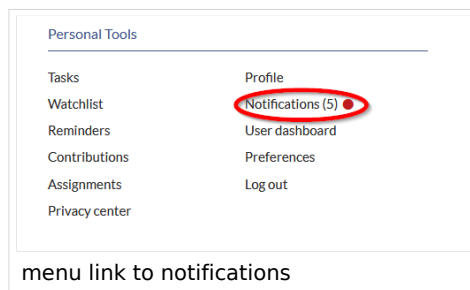 Personal Tools
Tasks
Profile
Watchlist
Notifications (5)
Reminders
User dashboard
Contributions
Preferences
Assignments
Log out
Privacy center
menu link to notifications